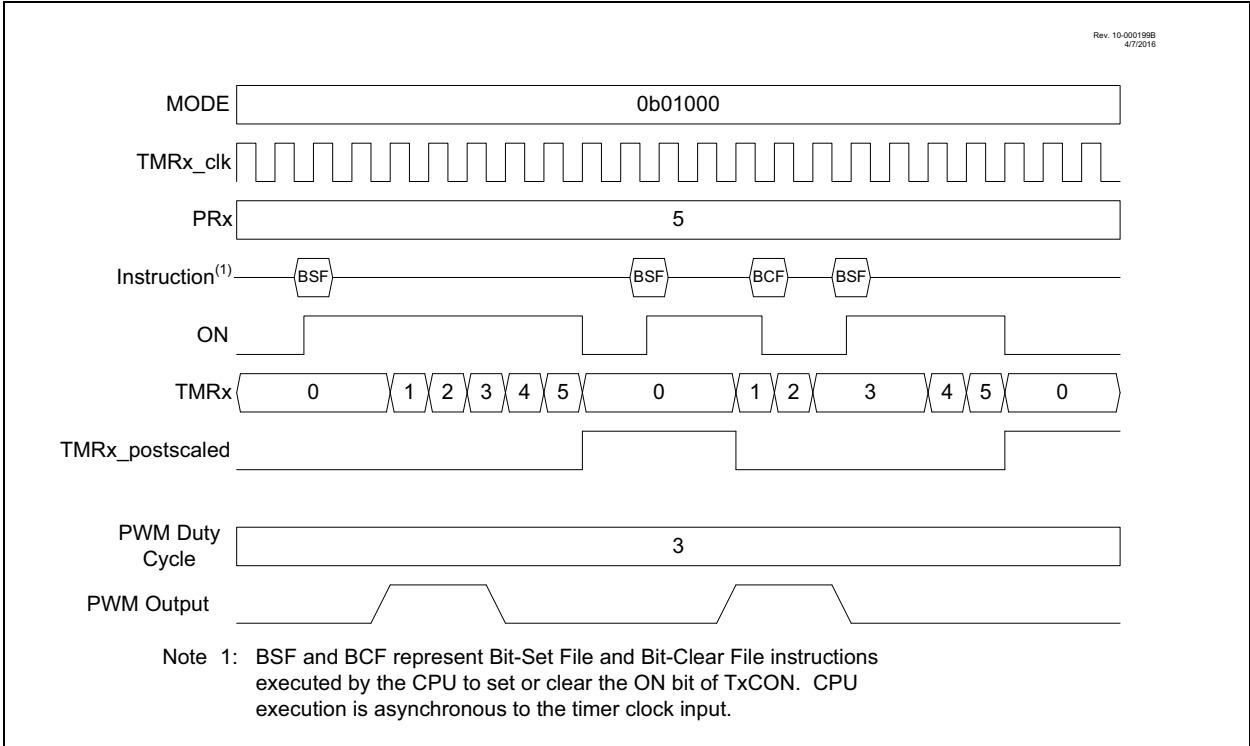 Rev. 10-000199B
4/7/2016
MODE 0b01000
TMRx_clk
PRx 5
Instruction(1) BSF BSF BCF BSF
ON
TMRx 0 1 2 3 4 5 0 1 2 3 4 5 0
TMRx_postscaled
PWM Duty
Cycle 3
PWM Output
Note 1: BSF and BCF represent Bit-Set File and Bit-Clear File instructions
executed by the CPU to set or clear the ON bit of TxCON. CPU
execution is asynchronous to the timer clock input.